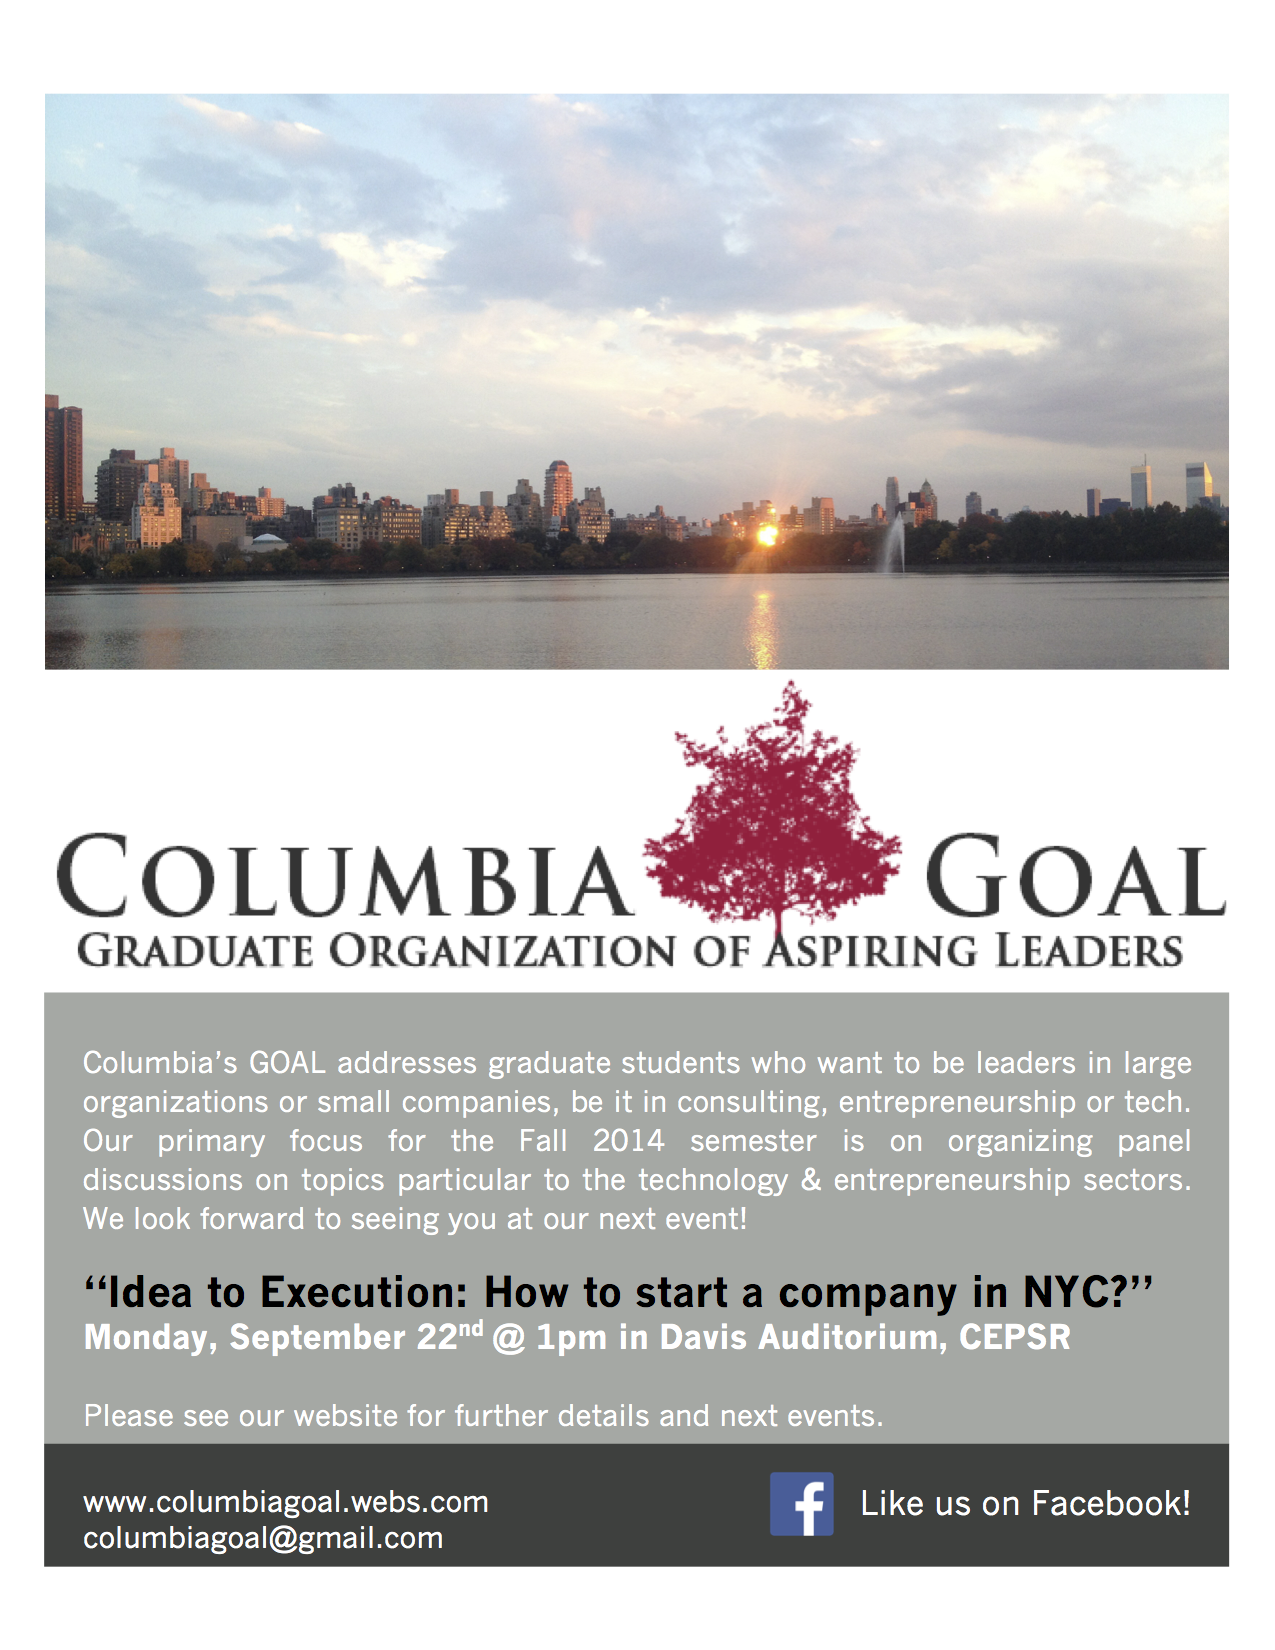 COLUMBIA GOAL
GRADUATE ORGANIZATION OF ASPIRING LEADERS
Columbia’s GOAL addresses graduate students who want to be leaders in large
organizations or small companies, be it in consulting, entrepreneurship or tech.
Our primary focus for the Fall 2014 semester is on organizing panel
discussions on topics particular to the technology & entrepreneurship sectors.
We look forward to seeing you at our next event!
“Idea to Execution: How to start a company in NYC?”
Monday, September 22nd @ 1pm in Davis Auditorium, CEPSR
Please see our website for further details and next events.
www.columbiagoal.webs.com
columbiagoal@gmail.com
f Like us on Facebook!